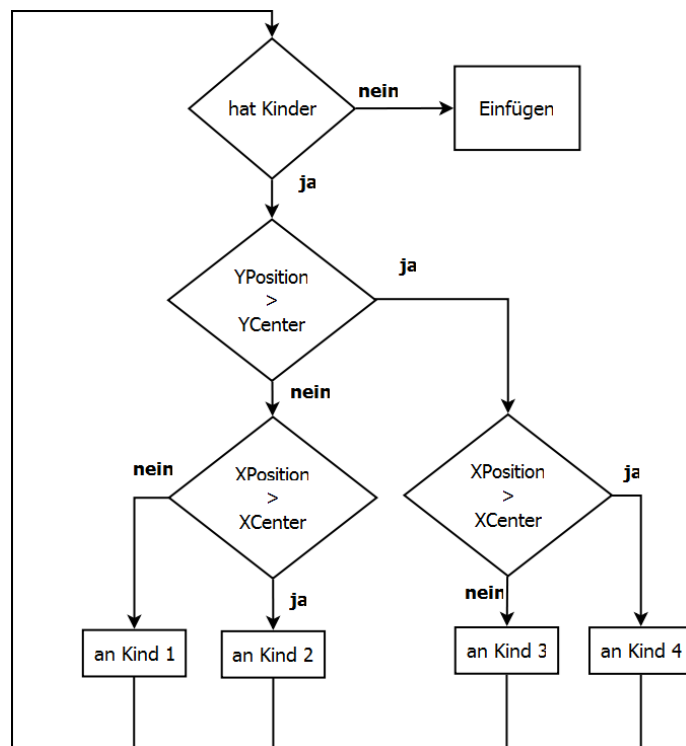 hat Kinder
nein
Einfügen
ja
YPosition
>
YCenter
ja
nein
XPosition
>
XCenter
nein
ja
XPosition
>
XCenter
ja
nein
an Kind 1
an Kind 2
an Kind 3
an Kind 4